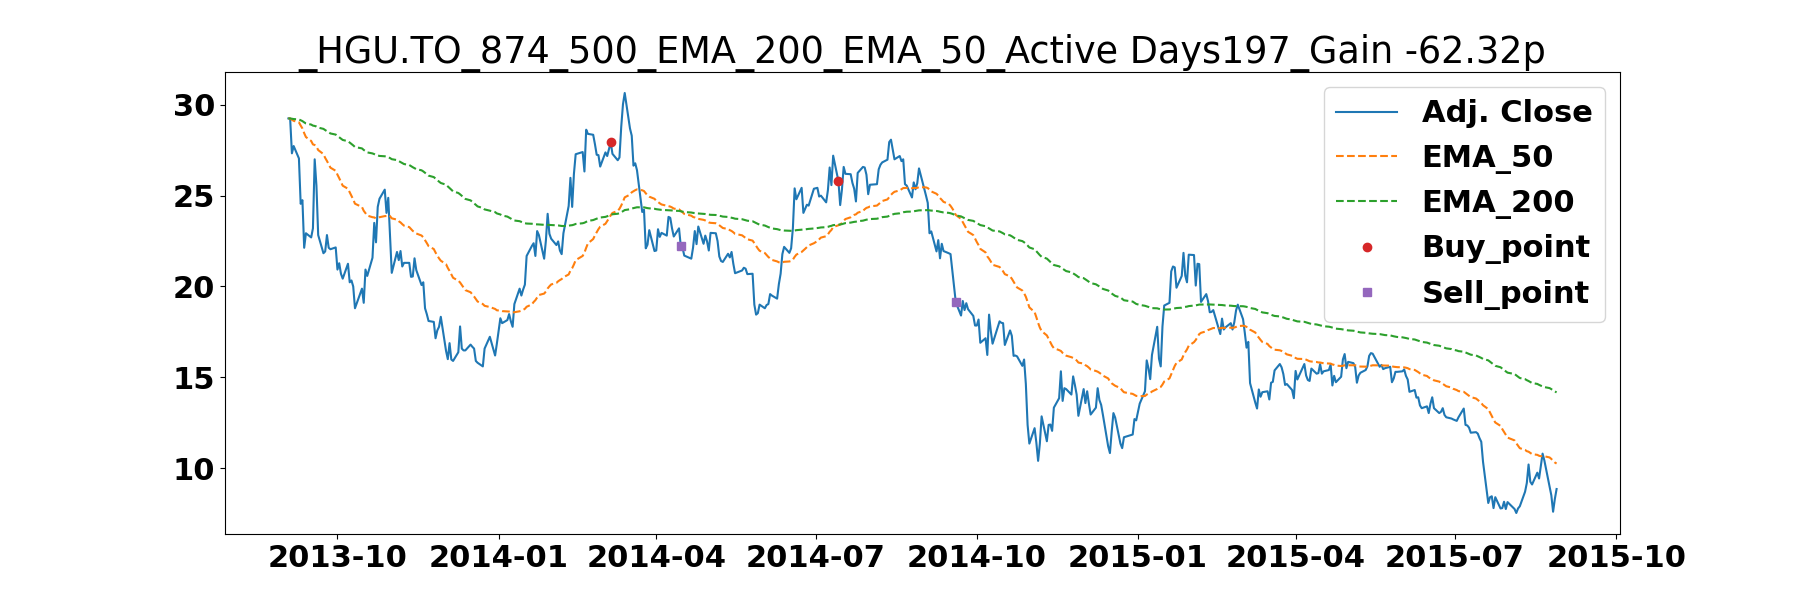 _HGU.TO_874_500_EMA_200_EMA_50_Active Days197_Gain -62.32p
30
25
20
15
10
Adj. Close
EMA_50
EMA_200
Buy_point
Sell_point
2013-10 2014-01 2014-04 2014-07 2014-10 2015-01 2015-04 2015-07 2015-10